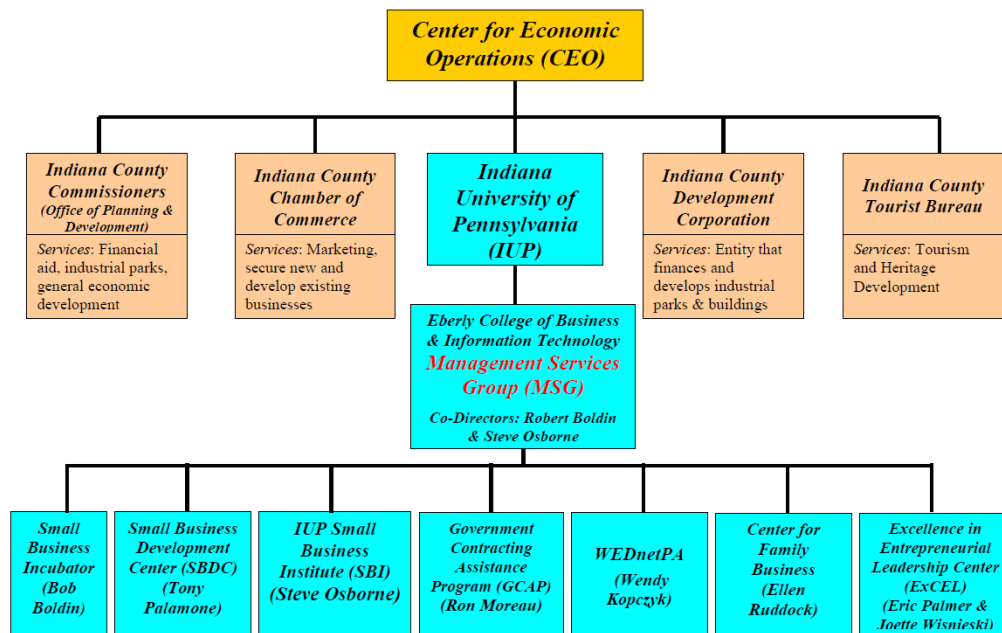 Center for Economic
Operations (CEO)
Indiana County
Commissioners
(Office of Planning &
Development)
Services: Financial
aid, industrial parks,
general economic
development
Indiana County
Chamber of
Commerce
Services: Marketing,
secure new and
develop existing
businesses
Indiana
University of
Pennsylvania
(IUP)
Indiana County
Development
Corporation
Services: Entity that
finances and
develops industrial
parks & buildings
Indiana County
Tourist Bureau
Services: Tourism
and Heritage
Development
Eberly College of Business
& Information Technology
Management Services
Group (MSG)
Co-Directors: Robert Boldin
& Steve Osborne
Small
Business
Incubator
(Bob
Boldin)
Small Business
Development
Center (SBDC)
(Tony
Palamone)
IUP Small
Business
Institute (SBI)
(Steve Osborne)
Government
Contracting
Assistance
Program (GCAP)
(Ron Moreau)
WEDnetPA
(Wendy
Kopczyk)
Center for
Family
Business
(Ellen
Ruddock)
Excellence in
Entrepreneurial
Leadership Center
(ExCEL)
(Eric Palmer &
Joette Wisnieski)